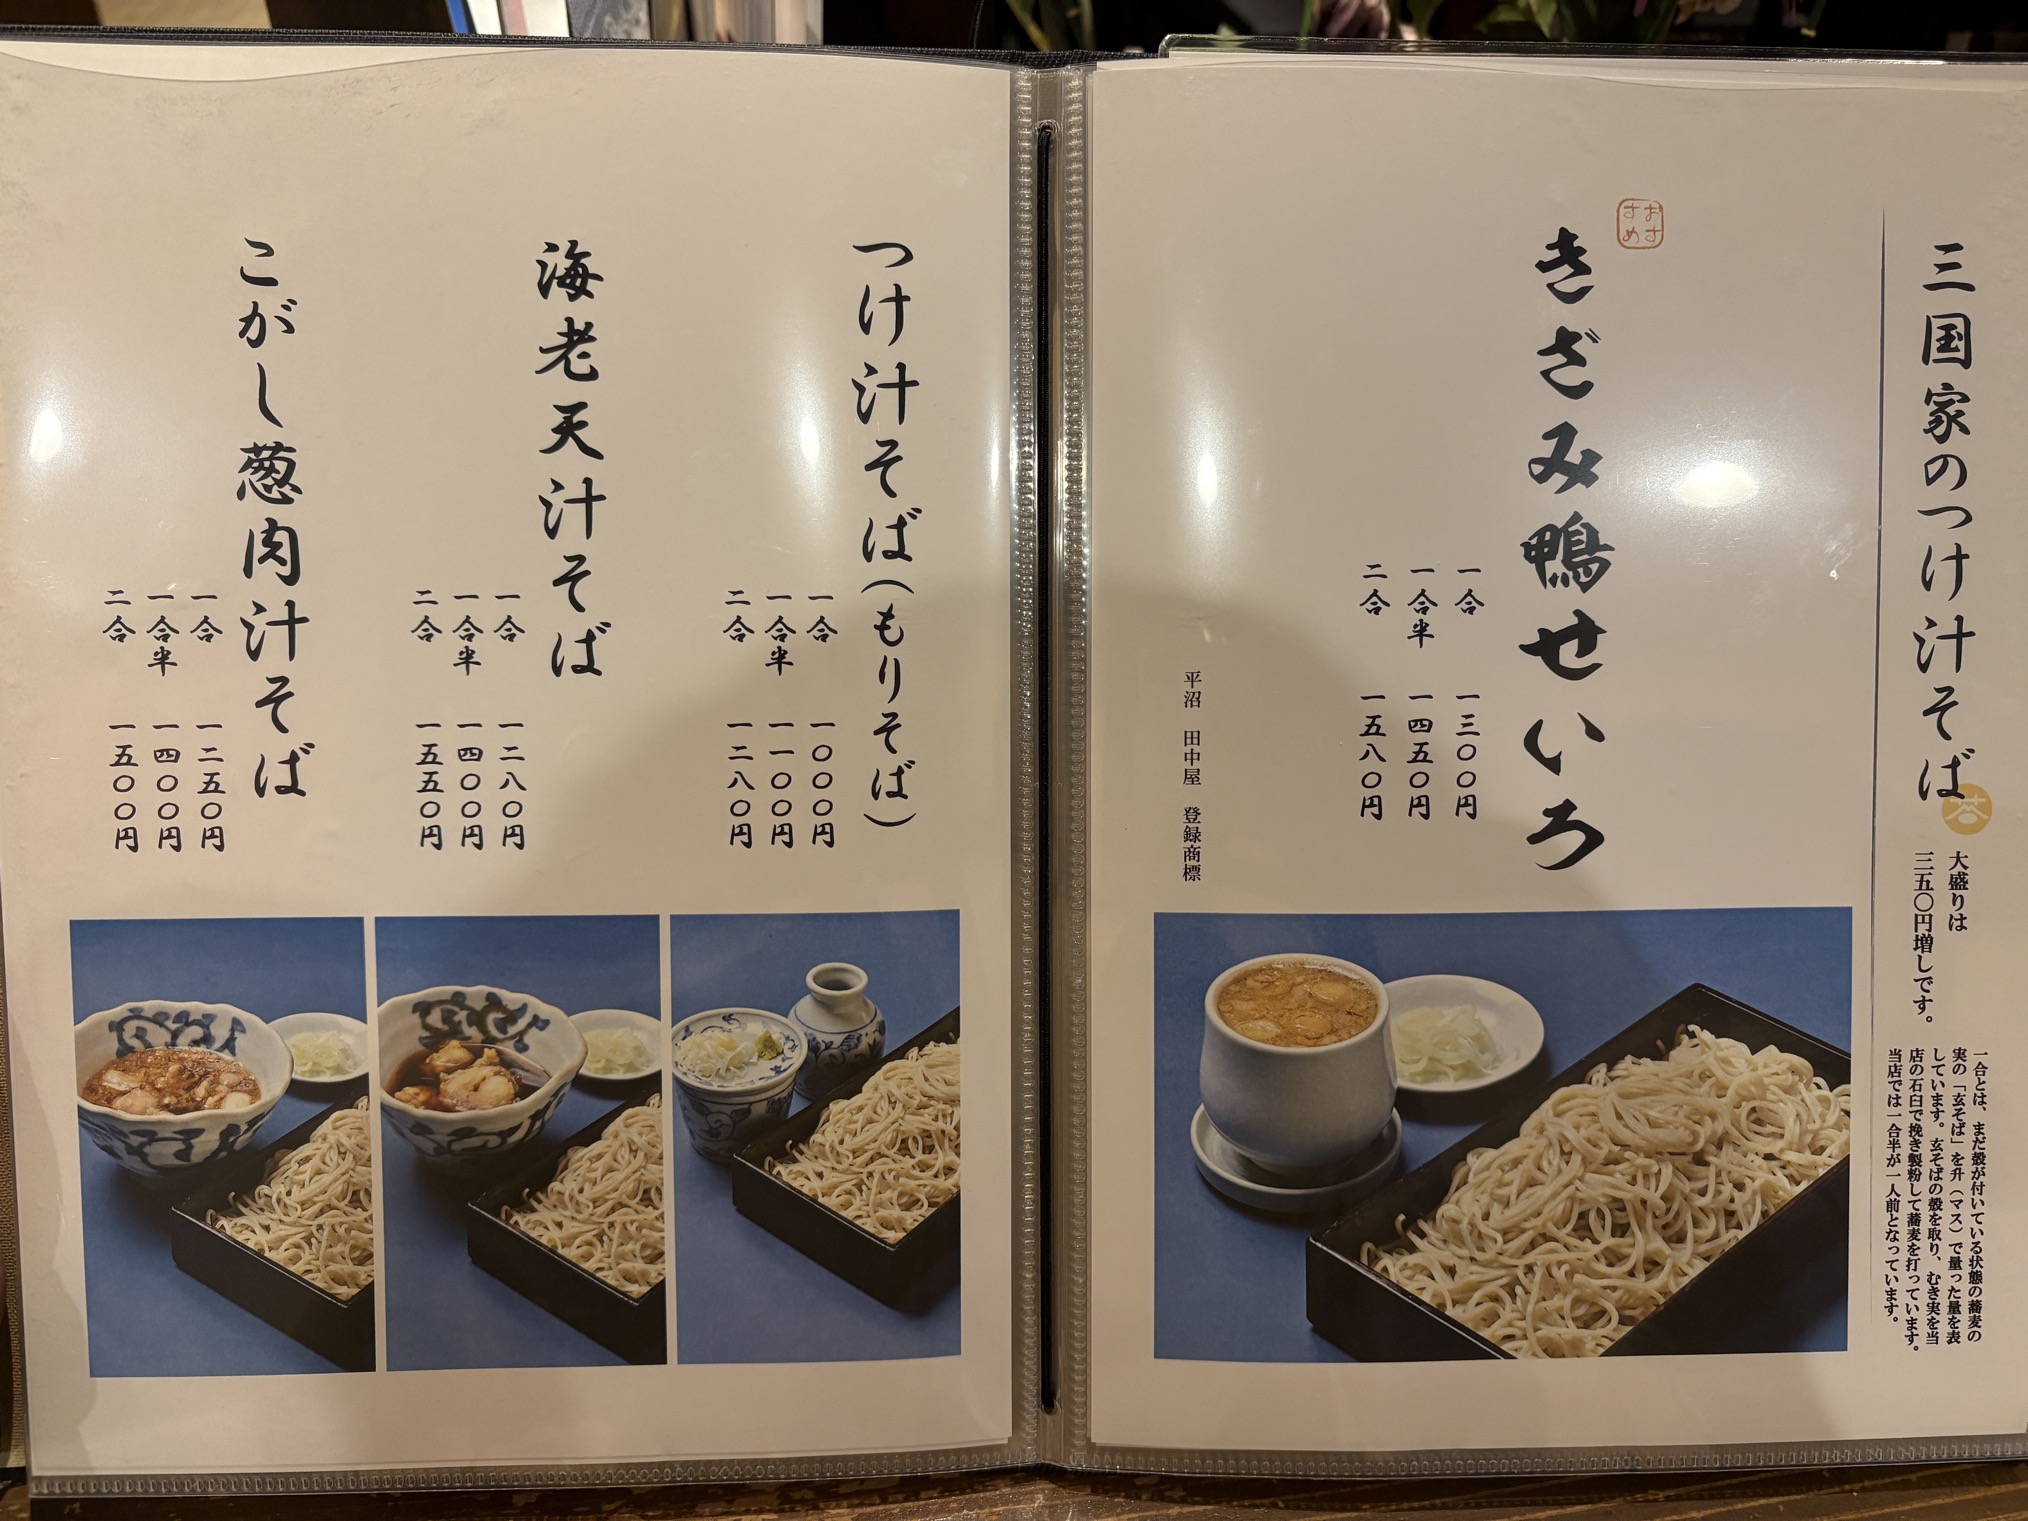 三国家のつけ汁そば
大盛りは
三五〇円増しです。
一合とは、まだ殻が付いている状態の蕎麦の
実の「玄そば」を升（マス）で量った量を表
しています。玄そばの殻を取り、むき実を当
店の石臼で挽き製粉して蕎麦を打っています。
当店では一合半が一人前となっています。
おすすめ
きざみ鴨せいろ
一合 一三〇〇円
一合半 一四五〇円
二合 一五八〇円
平沼 田中屋 登録商標
つけ汁そば（もりそば）
一合 一〇〇〇円
一合半 一一〇〇円
二合 一二八〇円
海老天汁そば
一合 一二八〇円
一合半 一四〇〇円
二合 一五五〇円
こがし葱肉汁そば
一合 一二五〇円
一合半 一四〇〇円
二合 一五〇〇円